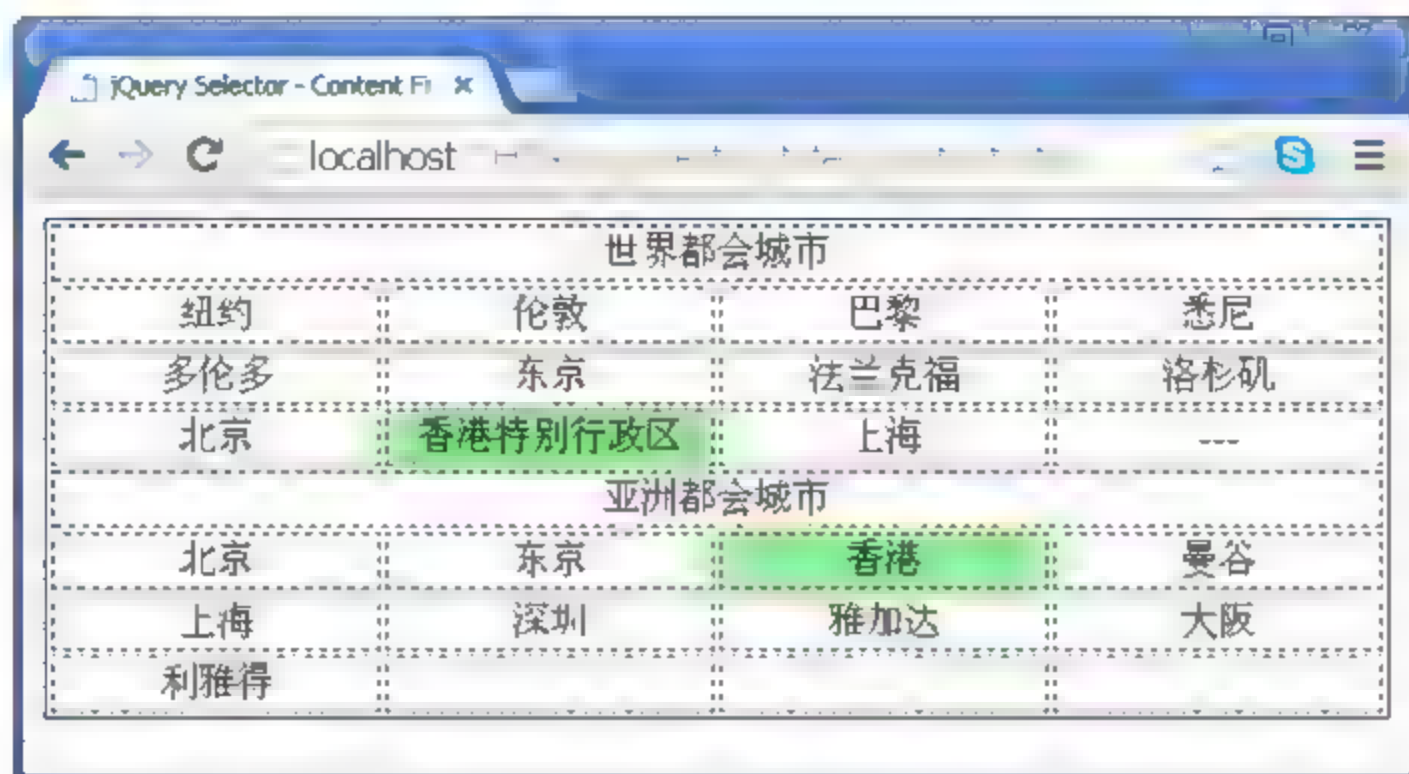 jQuery Selector - Content Fi
localhost
世界都会城市
纽约 伦敦 巴黎 悉尼
多伦多 东京 法兰克福 洛杉矶
北京 香港特别行政区 上海 ---
亚洲都会城市
北京 东京 香港 曼谷
上海 深圳 雅加达 大阪
利雅得